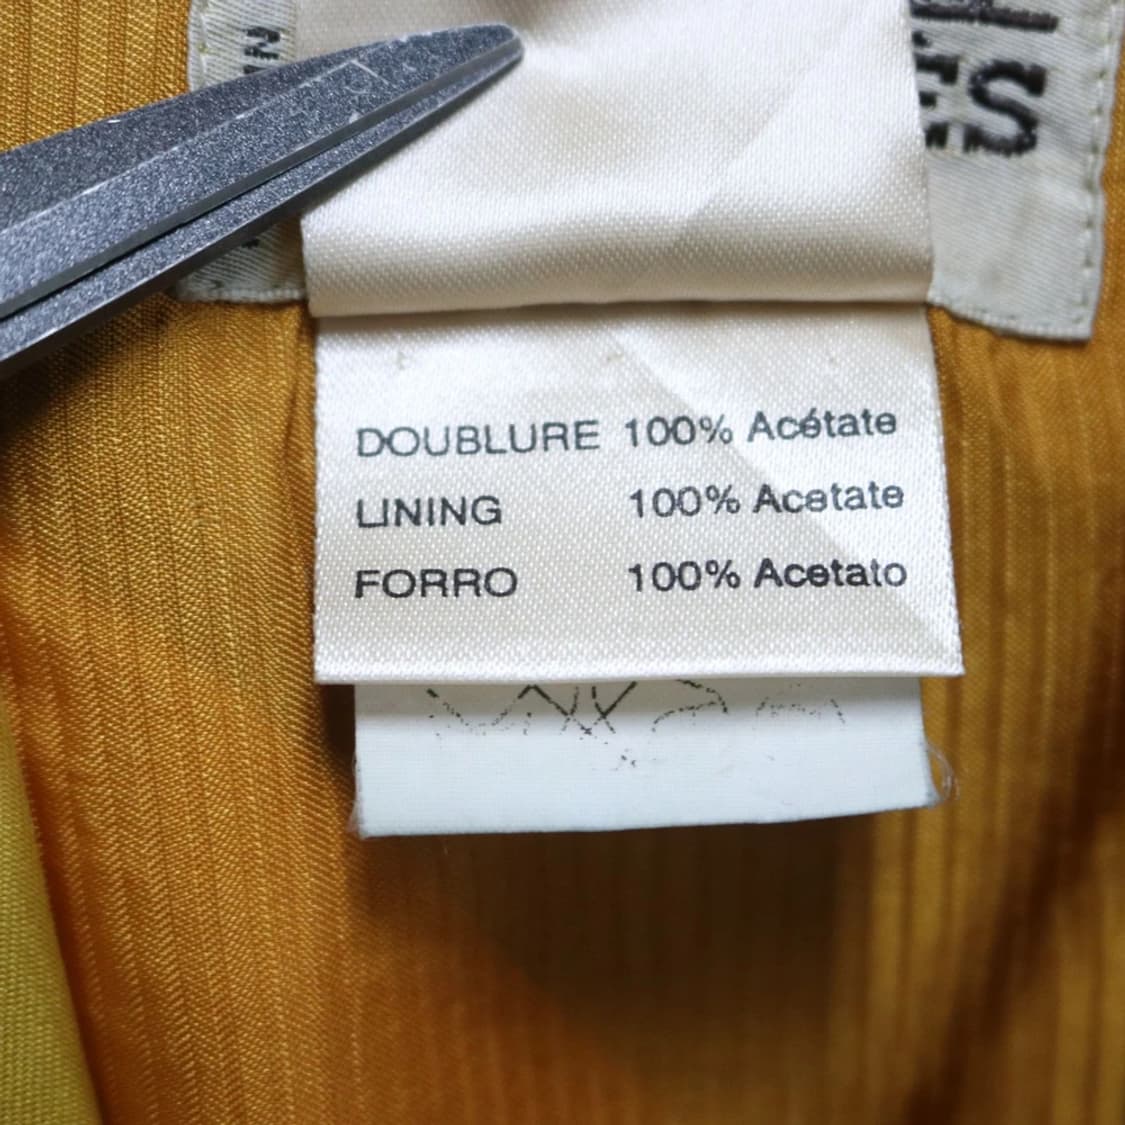 DOUBLURE 100% Acétate
LINING 100% Acetate
FORRO 100% Acetato